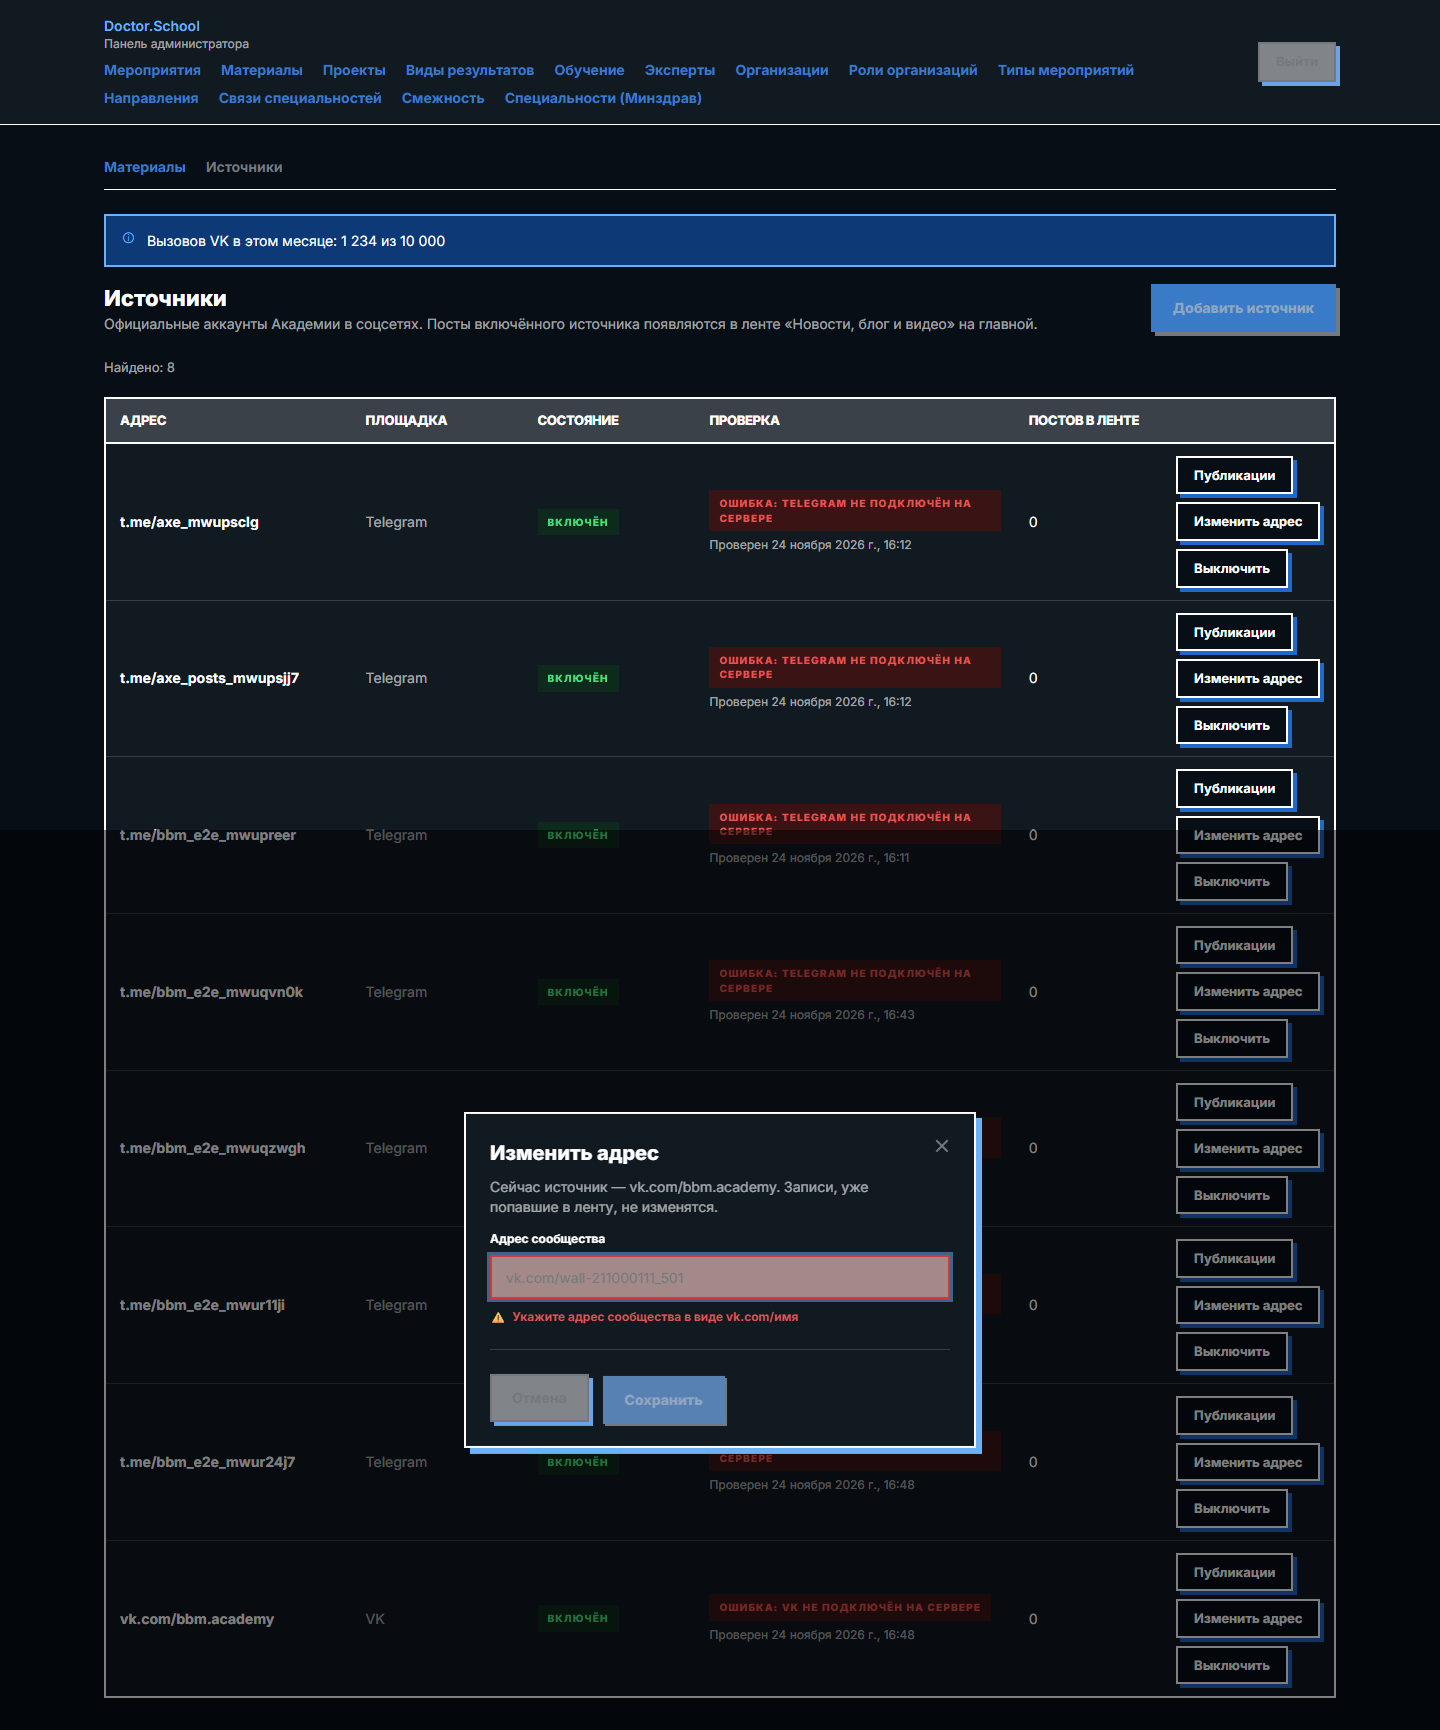 Doctor.School
Панель администратора
Выйти
Мероприятия Материалы Проекты Виды результатов Обучение Эксперты Организации Роли организаций Типы мероприятий
Направления Связи специальностей Смежность Специальности (Минздрав)
Материалы Источники
Вызовов VK в этом месяце: 1 234 из 10 000
Источники
Официальные аккаунты Академии в соцсетях. Посты включённого источника появляются в ленте «Новости, блог и видео» на главной.
Добавить источник
Найдено: 8
АДРЕС ПЛОЩАДКА СОСТОЯНИЕ ПРОВЕРКА ПОСТОВ В ЛЕНТЕ
t.me/axe_mwupsclg Telegram ВКЛЮЧЁН ОШИБКА: TELEGRAM НЕ ПОДКЛЮЧЁН НА
СЕРВЕРЕ
Проверен 24 ноября 2026 г., 16:12
0
Публикации
Изменить адрес
Выключить
t.me/axe_posts_mwupsjj7 Telegram ВКЛЮЧЁН ОШИБКА: TELEGRAM НЕ ПОДКЛЮЧЁН НА
СЕРВЕРЕ
Проверен 24 ноября 2026 г., 16:12
0
Публикации
Изменить адрес
Выключить
t.me/bbm_e2e_mwupreer Telegram ВКЛЮЧЁН ОШИБКА: TELEGRAM НЕ ПОДКЛЮЧЁН НА
СЕРВЕРЕ
Проверен 24 ноября 2026 г., 16:11
0
Публикации
Изменить адрес
Выключить
t.me/bbm_e2e_mwuqvn0k Telegram ВКЛЮЧЁН ОШИБКА: TELEGRAM НЕ ПОДКЛЮЧЁН НА
СЕРВЕРЕ
Проверен 24 ноября 2026 г., 16:43
0
Публикации
Изменить адрес
Выключить
t.me/bbm_e2e_mwuqzwgh Telegram
0
Публикации
Изменить адрес
Выключить
t.me/bbm_e2e_mwur11ji Telegram
0
Публикации
Изменить адрес
Выключить
Изменить адрес
Сейчас источник — vk.com/bbm.academy. Записи, уже
попавшие в ленту, не изменятся.
Адрес сообщества
vk.com/wall-211000111_501
Укажите адрес сообщества в виде vk.com/имя
Отмена Сохранить
t.me/bbm_e2e_mwur24j7 Telegram ВКЛЮЧЁН
СЕРВЕРЕ
Проверен 24 ноября 2026 г., 16:48
0
Публикации
Изменить адрес
Выключить
vk.com/bbm.academy VK ВКЛЮЧЁН ОШИБКА: VK НЕ ПОДКЛЮЧЁН НА СЕРВЕРЕ
Проверен 24 ноября 2026 г., 16:48
0
Публикации
Изменить адрес
Выключить